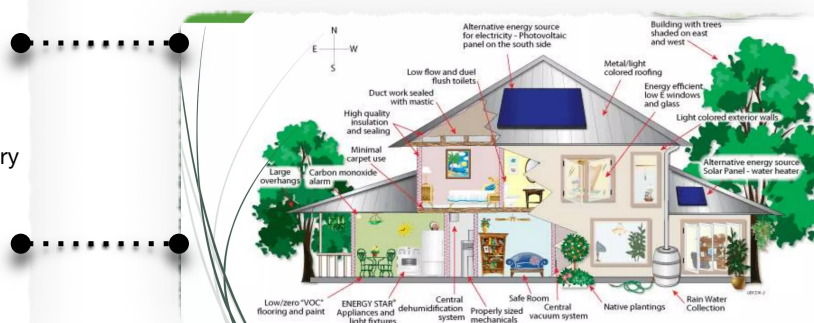 ry
N
E W
S
Alternative energy source
for electricity - Photovoltaic
panel on the south side
Building with trees
shaded on east
and west
Low flow and duel
flush toilets
Metal/light
colored roofing
Duct work sealed
with mastic
Energy efficient
low E windows
and glass
High quality
insulation
and sealing
Light colored exterior walls
Minimal
carpet use
Large
overhangs
Carbon monoxide
alarm
Alternative energy source
Solar Panel - water heater
Low/zero "VOC"
flooring and paint
ENERGY STAR®
Appliances and
light fixtures
Central
dehumidification
system
Properly sized
mechanicals
Safe Room
Central
vacuum system
Native plantings
Rain Water
Collection